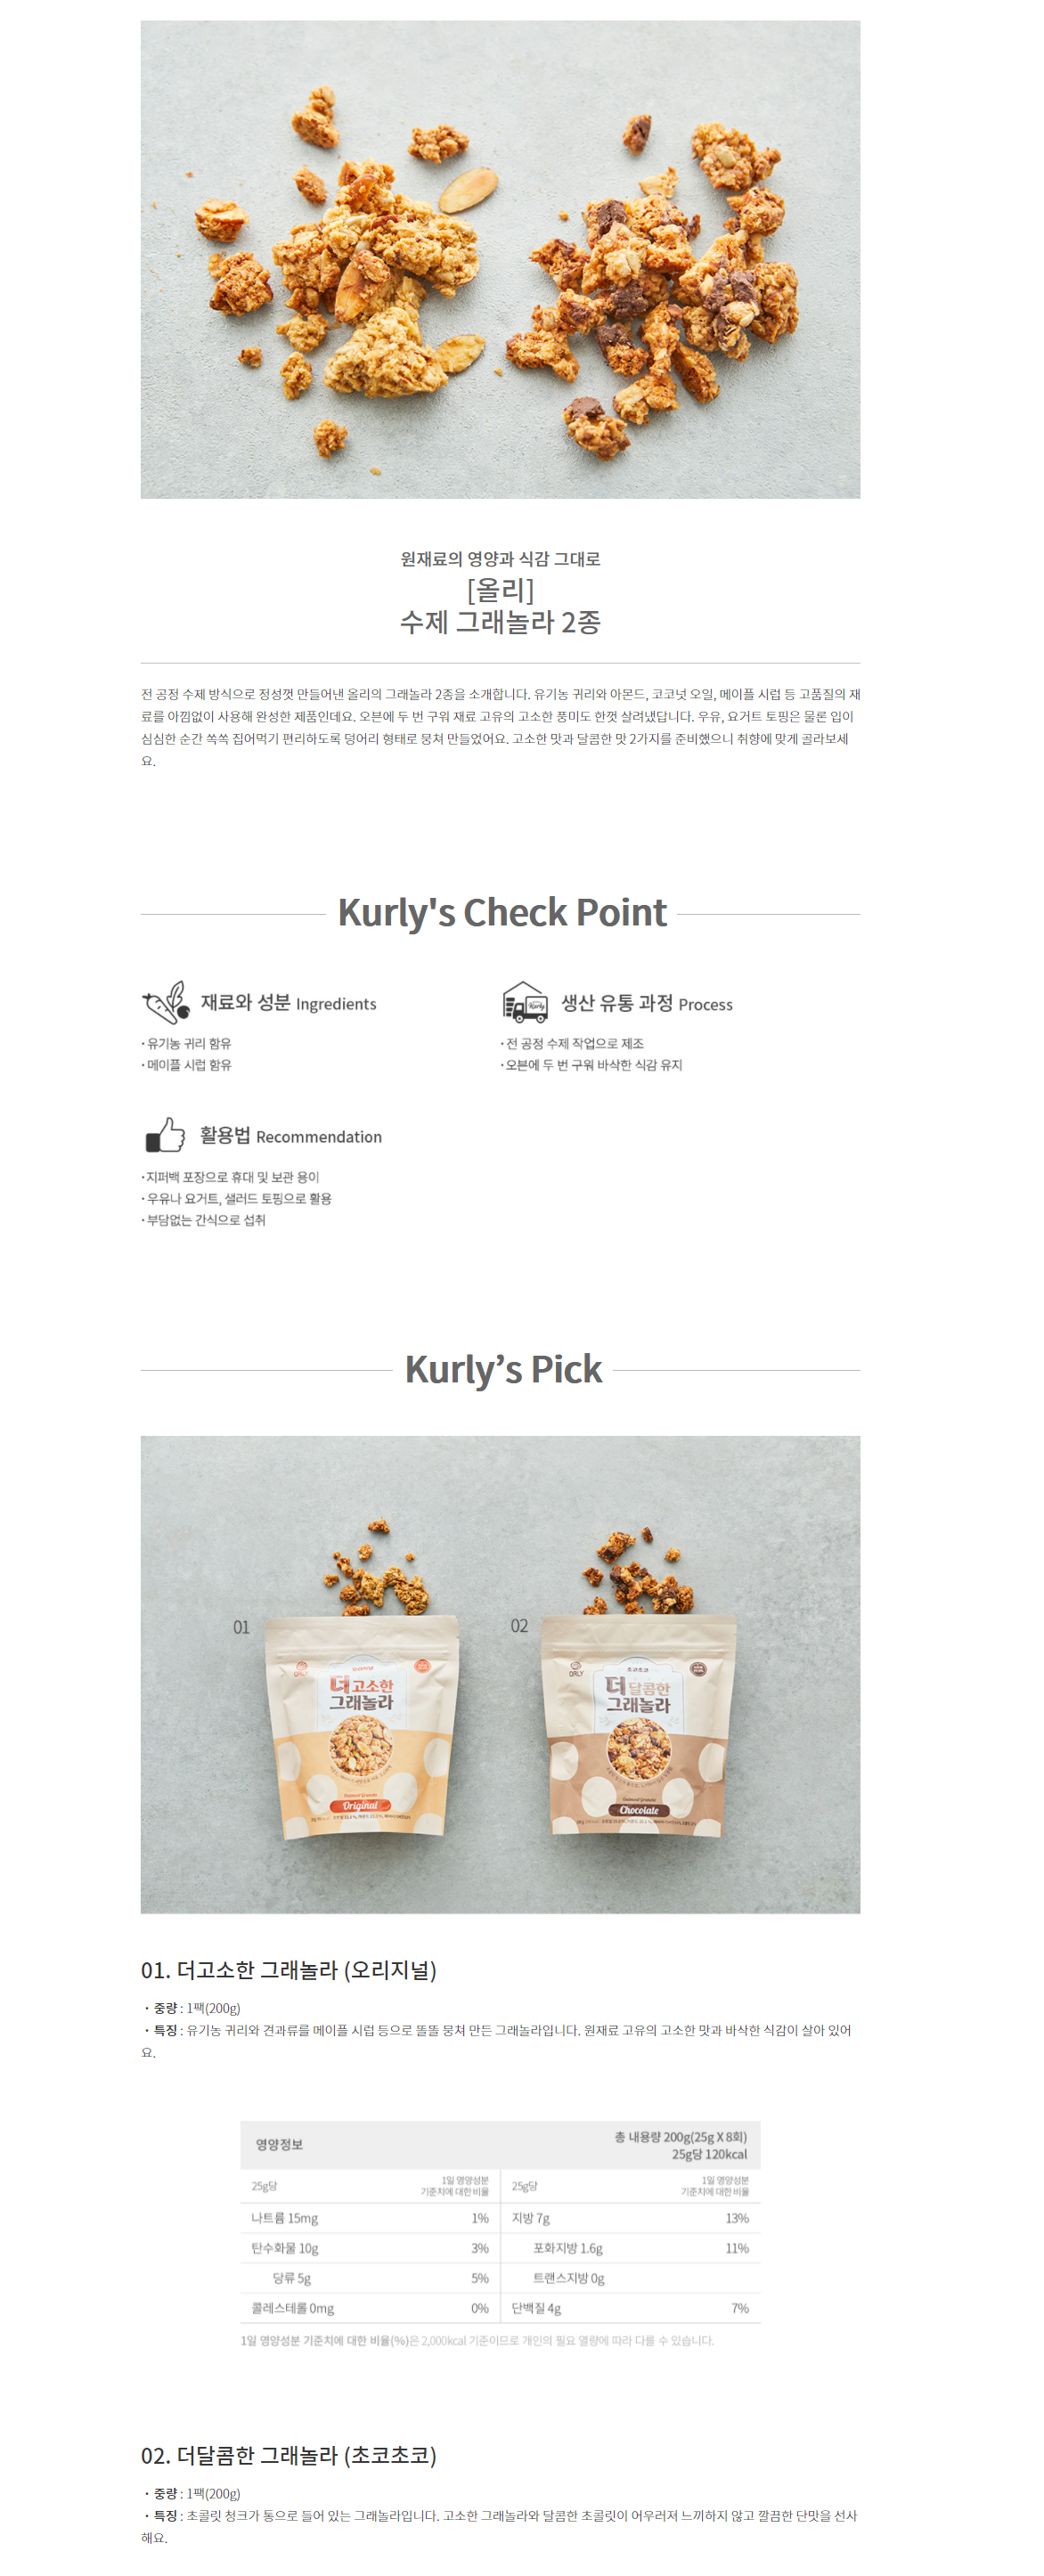 원재료의 영양과 식감 그대로
[올리]
수제 그래놀라 2종
전 공정 수제 방식으로 정성껏 만들어낸 올리의 그래놀라 2종을 소개합니다. 유기농 귀리와 아몬드, 코코넛 오일, 메이플 시럽 등 고품질의 재
료를 아낌없이 사용해 완성한 제품인데요. 오븐에 두 번 구워 재료 고유의 고소한 풍미도 한껏 살려냈답니다. 우유, 요거트 토핑은 물론 입이
심심한 순간 쏙쏙 집어먹기 편리하도록 덩어리 형태로 뭉쳐 만들었어요. 고소한 맛과 달콤한 맛 2가지를 준비했으니 취향에 맞게 골라보세
요.
Kurly's Check Point
재료와 성분 Ingredients
· 유기농 귀리 함유
· 메이플 시럽 함유
생산 유통 과정 Process
· 전 공정 수제 작업으로 제조
· 오븐에 두 번 구워 바삭한 식감 유지
활용법 Recommendation
· 지퍼백 포장으로 휴대 및 보관 용이
· 우유나 요거트, 샐러드 토핑으로 활용
· 부담없는 간식으로 섭취
Kurly’s Pick
01
ORLY
오리지널
더고소한
그래놀라
Oatmeal Granola
Original
02
ORLY
초코초코
더달콤한
그래놀라
Oatmeal Granola
Chocolate
01. 더고소한 그래놀라 (오리지널)
· 중량 : 1팩(200g)
· 특징 : 유기농 귀리와 견과류를 메이플 시럽 등으로 똘똘 뭉쳐 만든 그래놀라입니다. 원재료 고유의 고소한 맛과 바삭한 식감이 살아 있어
요.
영양정보
총 내용량 200g(25g X 8회)
25g당 120kcal
25g당 1일 영양성분 기준치에 대한 비율 25g당 1일 영양성분 기준치에 대한 비율
나트륨 15mg 1% 지방 7g 13%
탄수화물 10g 3% 포화지방 1.6g 11%
당류 5g 5% 트랜스지방 0g
콜레스테롤 0mg 0% 단백질 4g 7%
1일 영양성분 기준치에 대한 비율(%)은 2,000kcal 기준이므로 개인의 필요 열량에 따라 다를 수 있습니다.
02. 더달콤한 그래놀라 (초코초코)
· 중량 : 1팩(200g)
· 특징 : 초콜릿 청크가 통으로 들어 있는 그래놀라입니다. 고소한 그래놀라와 달콤한 초콜릿이 어우러져 느끼하지 않고 깔끔한 단맛을 선사
해요.